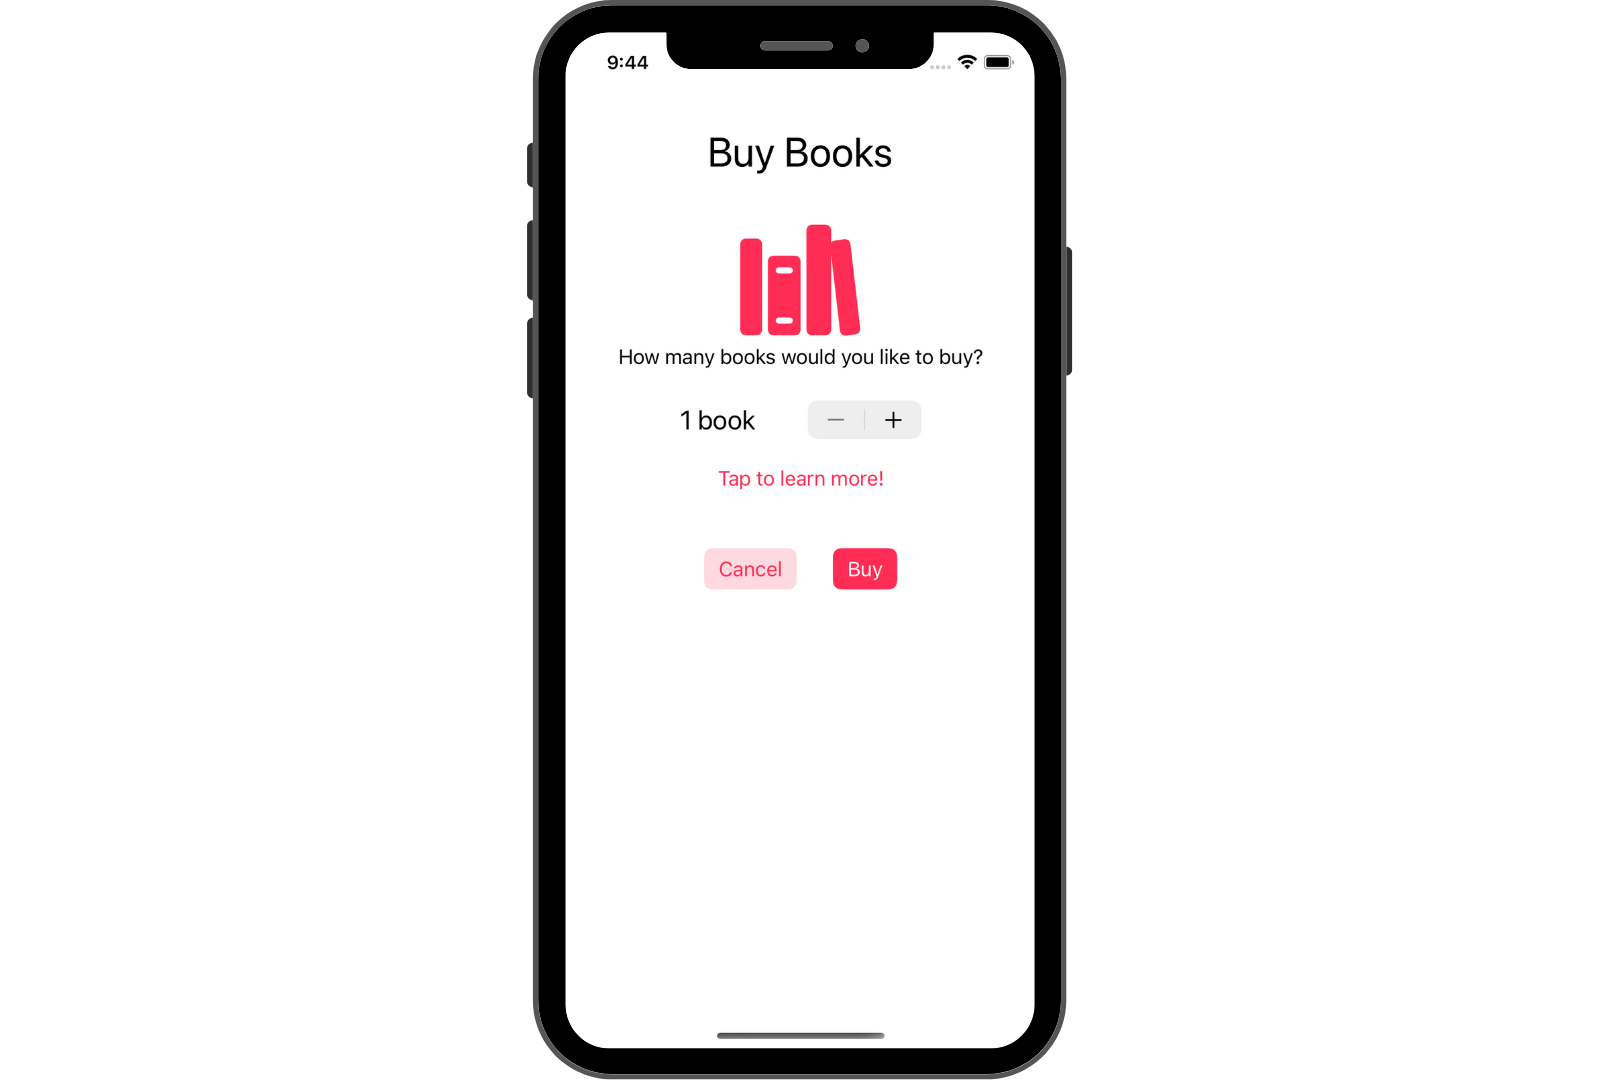 9:44
Buy Books
How many books would you like to buy?
1 book
Tap to learn more!
Cancel Buy